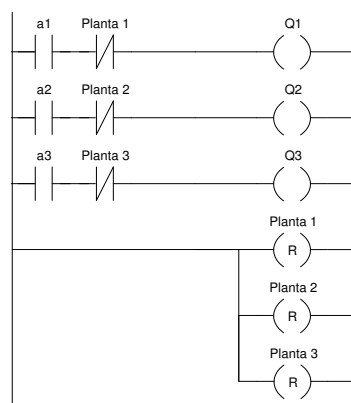 a1 Planta 1 Q1
a2 Planta 2 Q2
a3 Planta 3 Q3
Planta 1
R
Planta 2
R
Planta 3
R